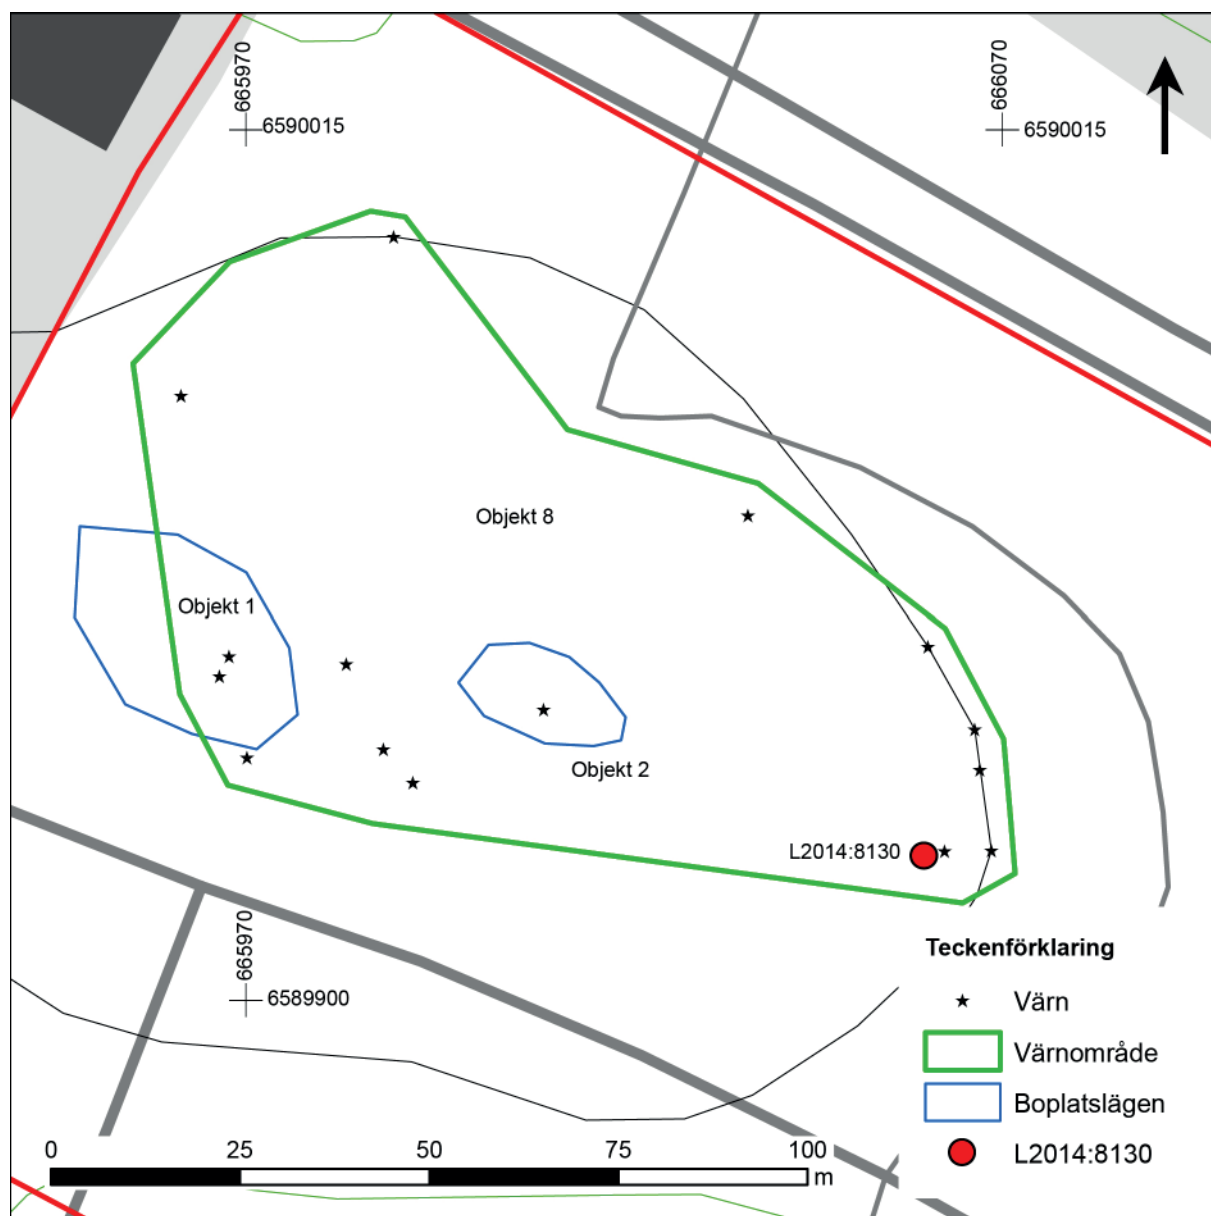 665970
6590015
666070
6590015
Objekt 8
Objekt 1
Objekt 2
L2014:8130
665970
6589900
Teckenförklaring
Värn
Värnområde
Boplatslägen
L2014:8130
0 25 50 75 100
m